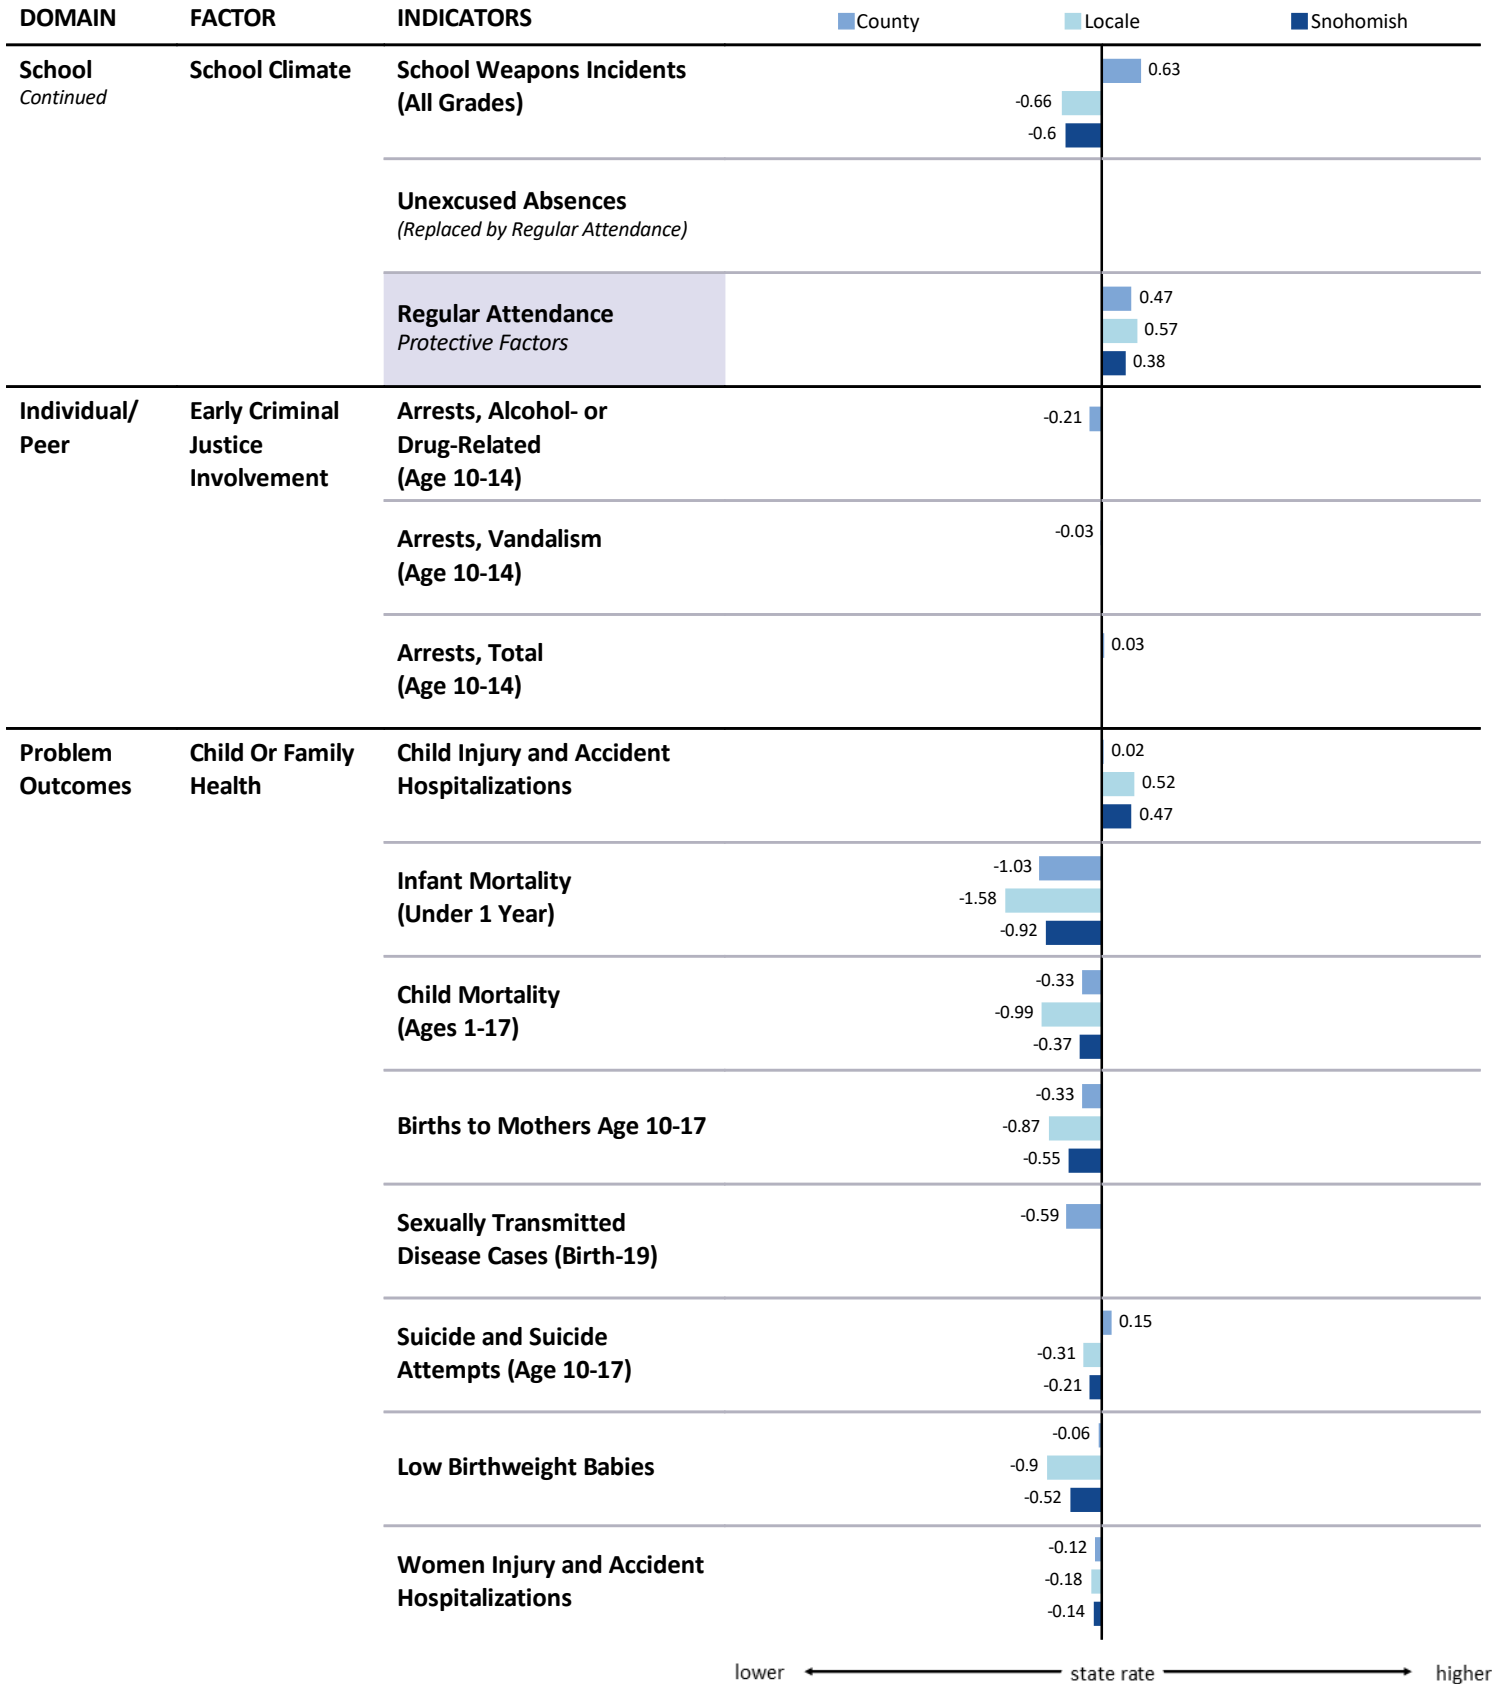 DOMAIN FACTOR INDICATORS County Locale Snohomish
School School Climate School Weapons Incidents 0.63
Continued
(All Grades) -0.66
-0.6
Unexcused Absences
(Replaced by Regular Attendance)
0.47
Regular Attendance 0.57
Protective Factors
0.38
Individual/ Early Criminal Arrests, Alcohol- or -0.21
Peer Justice Drug-Related
Involvement (Age 10-14)
-0.03
Arrests, Vandalism
(Age 10-14)
0.03
Arrests, Total
(Age 10-14)
Problem Child Or Family Child Injury and Accident 0.02
Outcomes Health Hospitalizations 0.52
0.47
-1.03
Infant Mortality
-1.58
(Under 1 Year)
-0.92
-0.33
Child Mortality
-0.99
(Ages 1-17)
-0.37
-0.33
Births to Mothers Age 10-17 -0.87
-0.55
Sexually Transmitted -0.59
Disease Cases (Birth-19)
0.15
Suicide and Suicide
-0.31
Attempts (Age 10-17)
-0.21
-0.06
Low Birthweight Babies -0.9
-0.52
-0.12
Women Injury and Accident
-0.18
Hospitalizations
-0.14
lower state rate higher